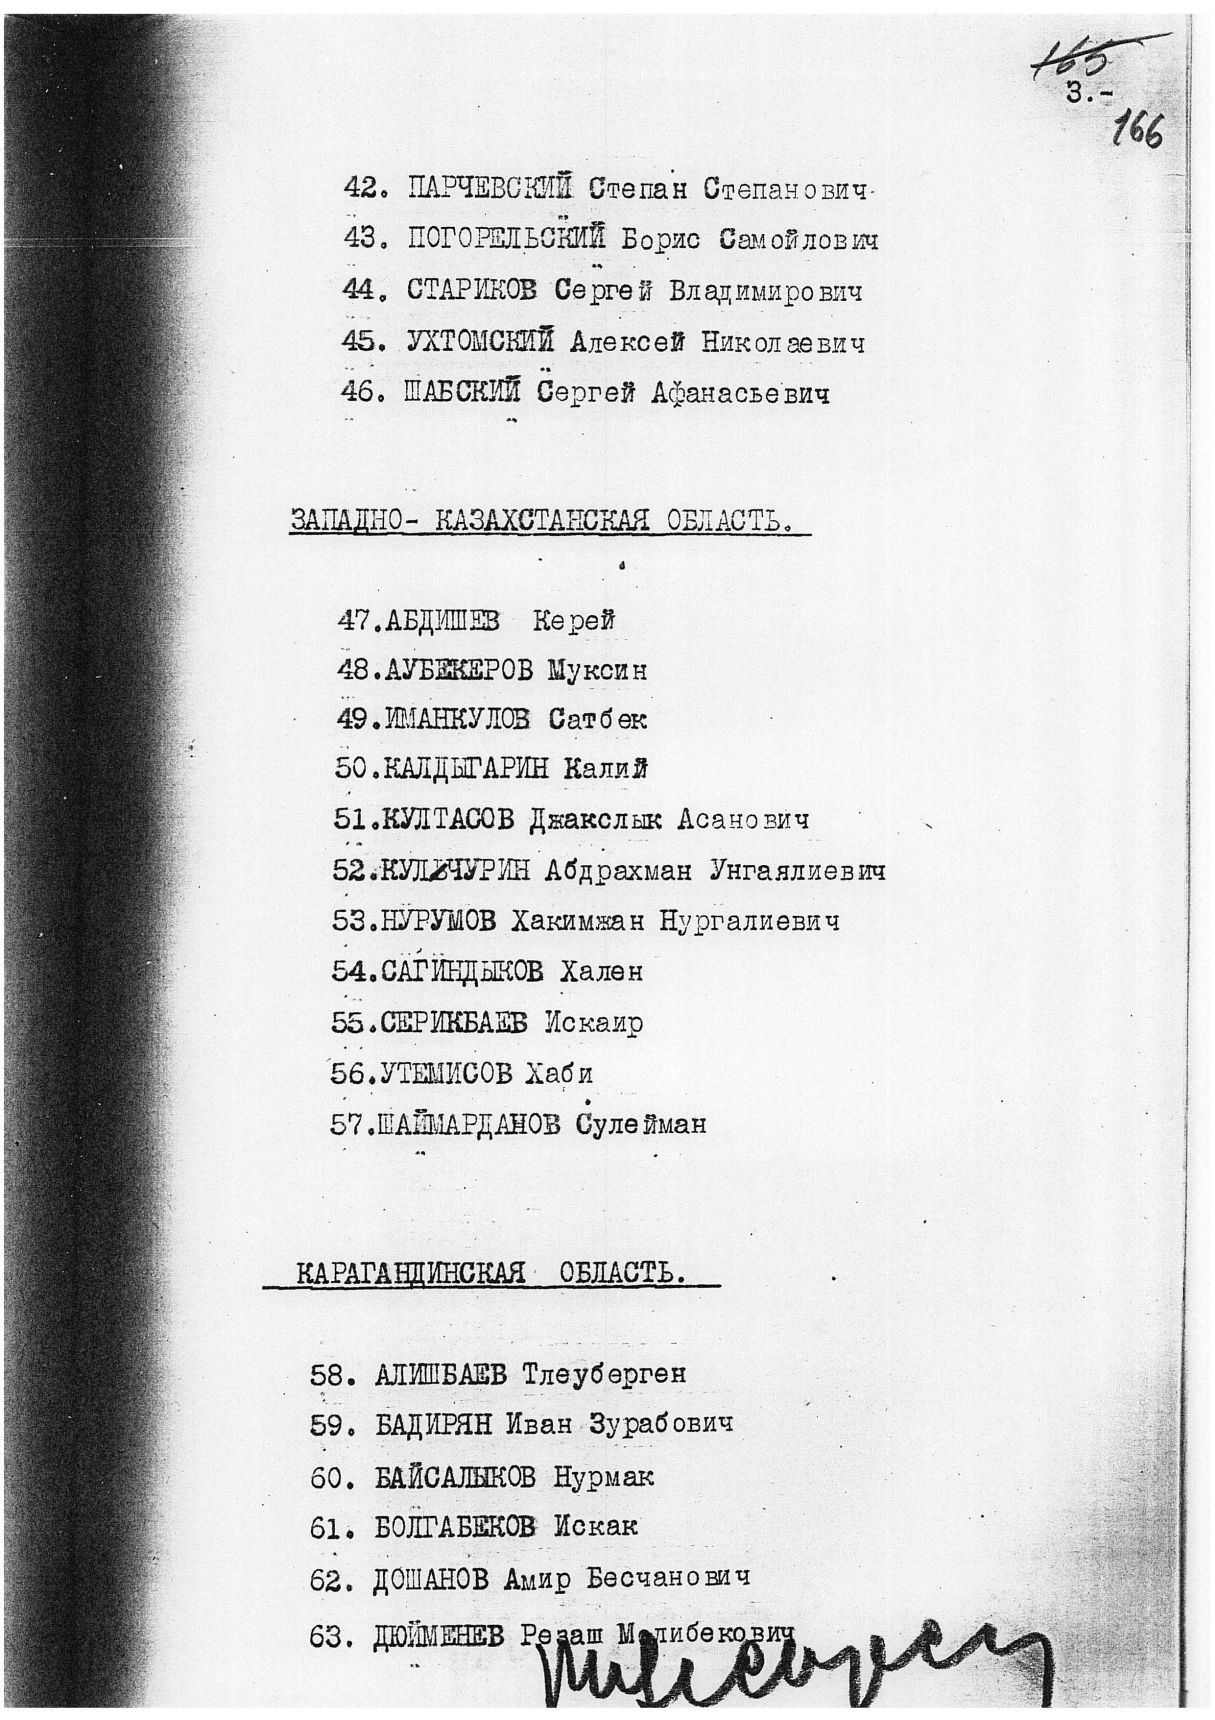 165
3.-
166
42. ПАРЧЕВСКИЙ Степан Степанович
43. ПОГОРЕЛЬСКИЙ Борис Самойлович
44. СТАРИКОВ Сергей Владимирович
45. УХТОМСКИЙ Алексей Николаевич
46. ШАБСКИЙ Сергей Афанасьевич
ЗАПАДНО- КАЗАХСТАНСКАЯ ОБЛАСТЬ.
47.АБДИШЕВ Керей
48.АУБЕКЕРОВ Муксин
49.ИМАНКУЛОВ Сатбек
50.КАЛДЫГАРИН Калий
51.КУЛТАСОВ Джакслык Асанович
52.КУЛЬЧУРИН Абдрахман Унгаялиевич
53.НУРУМОВ Хакимжан Нургалиевич
54.САГИНДЫКОВ Хален
55.СЕРИКБАЕВ Искаир
56.УТЕМИСОВ Хаби
57.ШАЙМАРДАНОВ Сулейман
КАРАГАНДИНСКАЯ ОБЛАСТЬ.
58. АЛИШБАЕВ Тлеуберген
59. БАДИРЯН Иван Зурабович
60. БАЙСАЛЫКОВ Нурмак
61. БОЛГАБЕКОВ Искак
62. ДОШАНОВ Амир Бесчанович
63. ДЮЙМЕНЕВ Резаш Малибекович